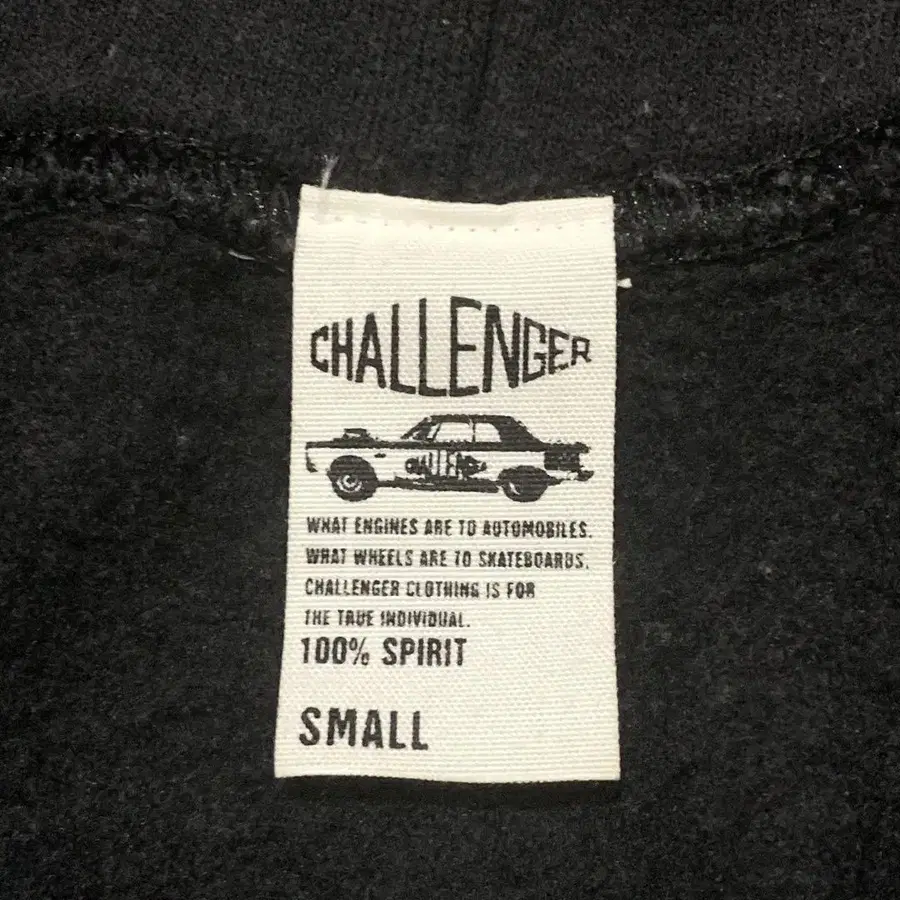 CHALLENGER
CHALLENGER
WHAT ENGINES ARE TO AUTOMOBILES.
WHAT WHEELS ARE TO SKATEBOARDS.
CHALLENGER CLOTHING IS FOR
THE TRUE INDIVIDUAL.
100% SPIRIT
SMALL